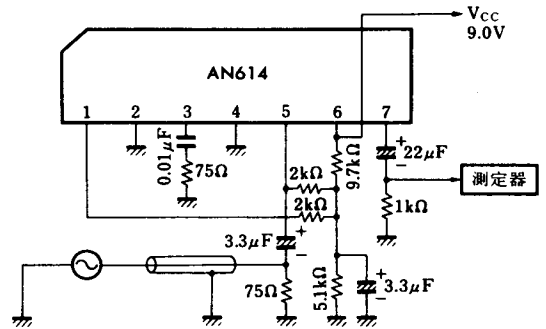 V_CC
9.0V
AN614
1 2 3 4 5 6 7
0.01μF
75Ω
2kΩ
2kΩ
9.7kΩ
+
22μF
-
測定器
1kΩ
3.3μF
+
-
75Ω
5.1kΩ
+
3.3μF
-